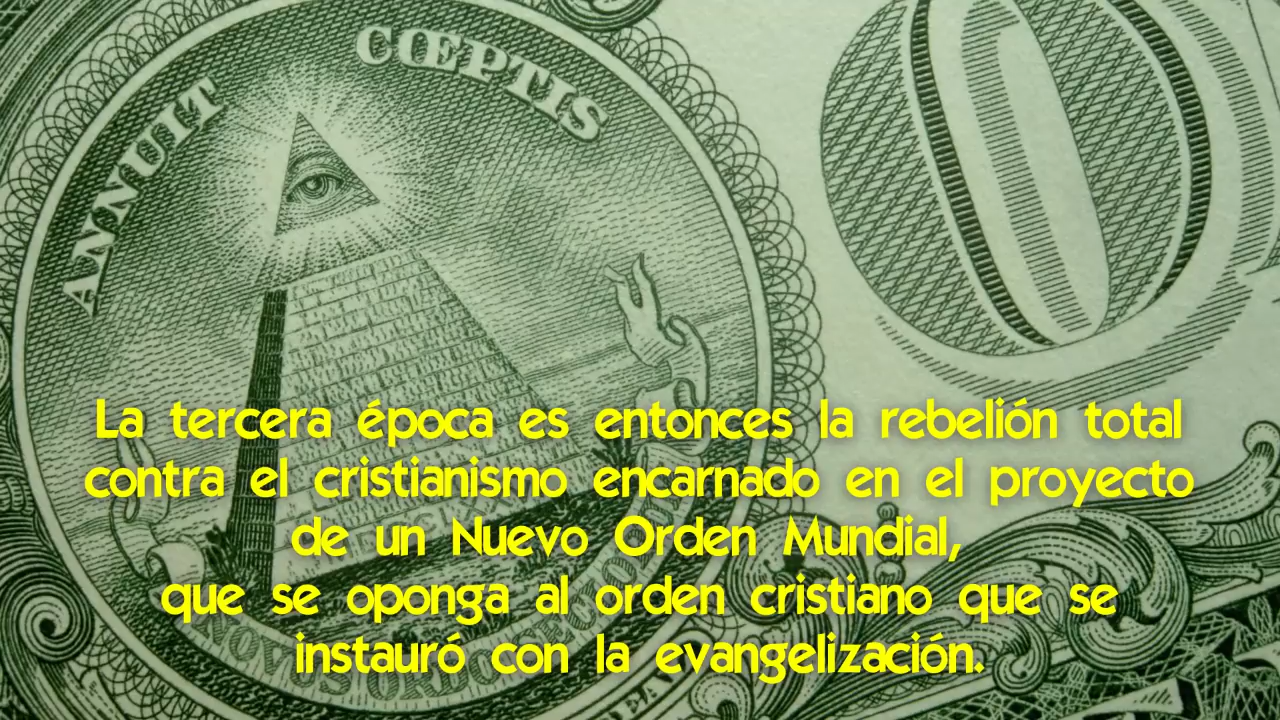 ANNUIT CŒPTIS
O
La tercera época es entonces la rebelión total
contra el cristianismo encarnado en el proyecto
de un Nuevo Orden Mundial,
que se oponga al orden cristiano que se
instauró con la evangelización.